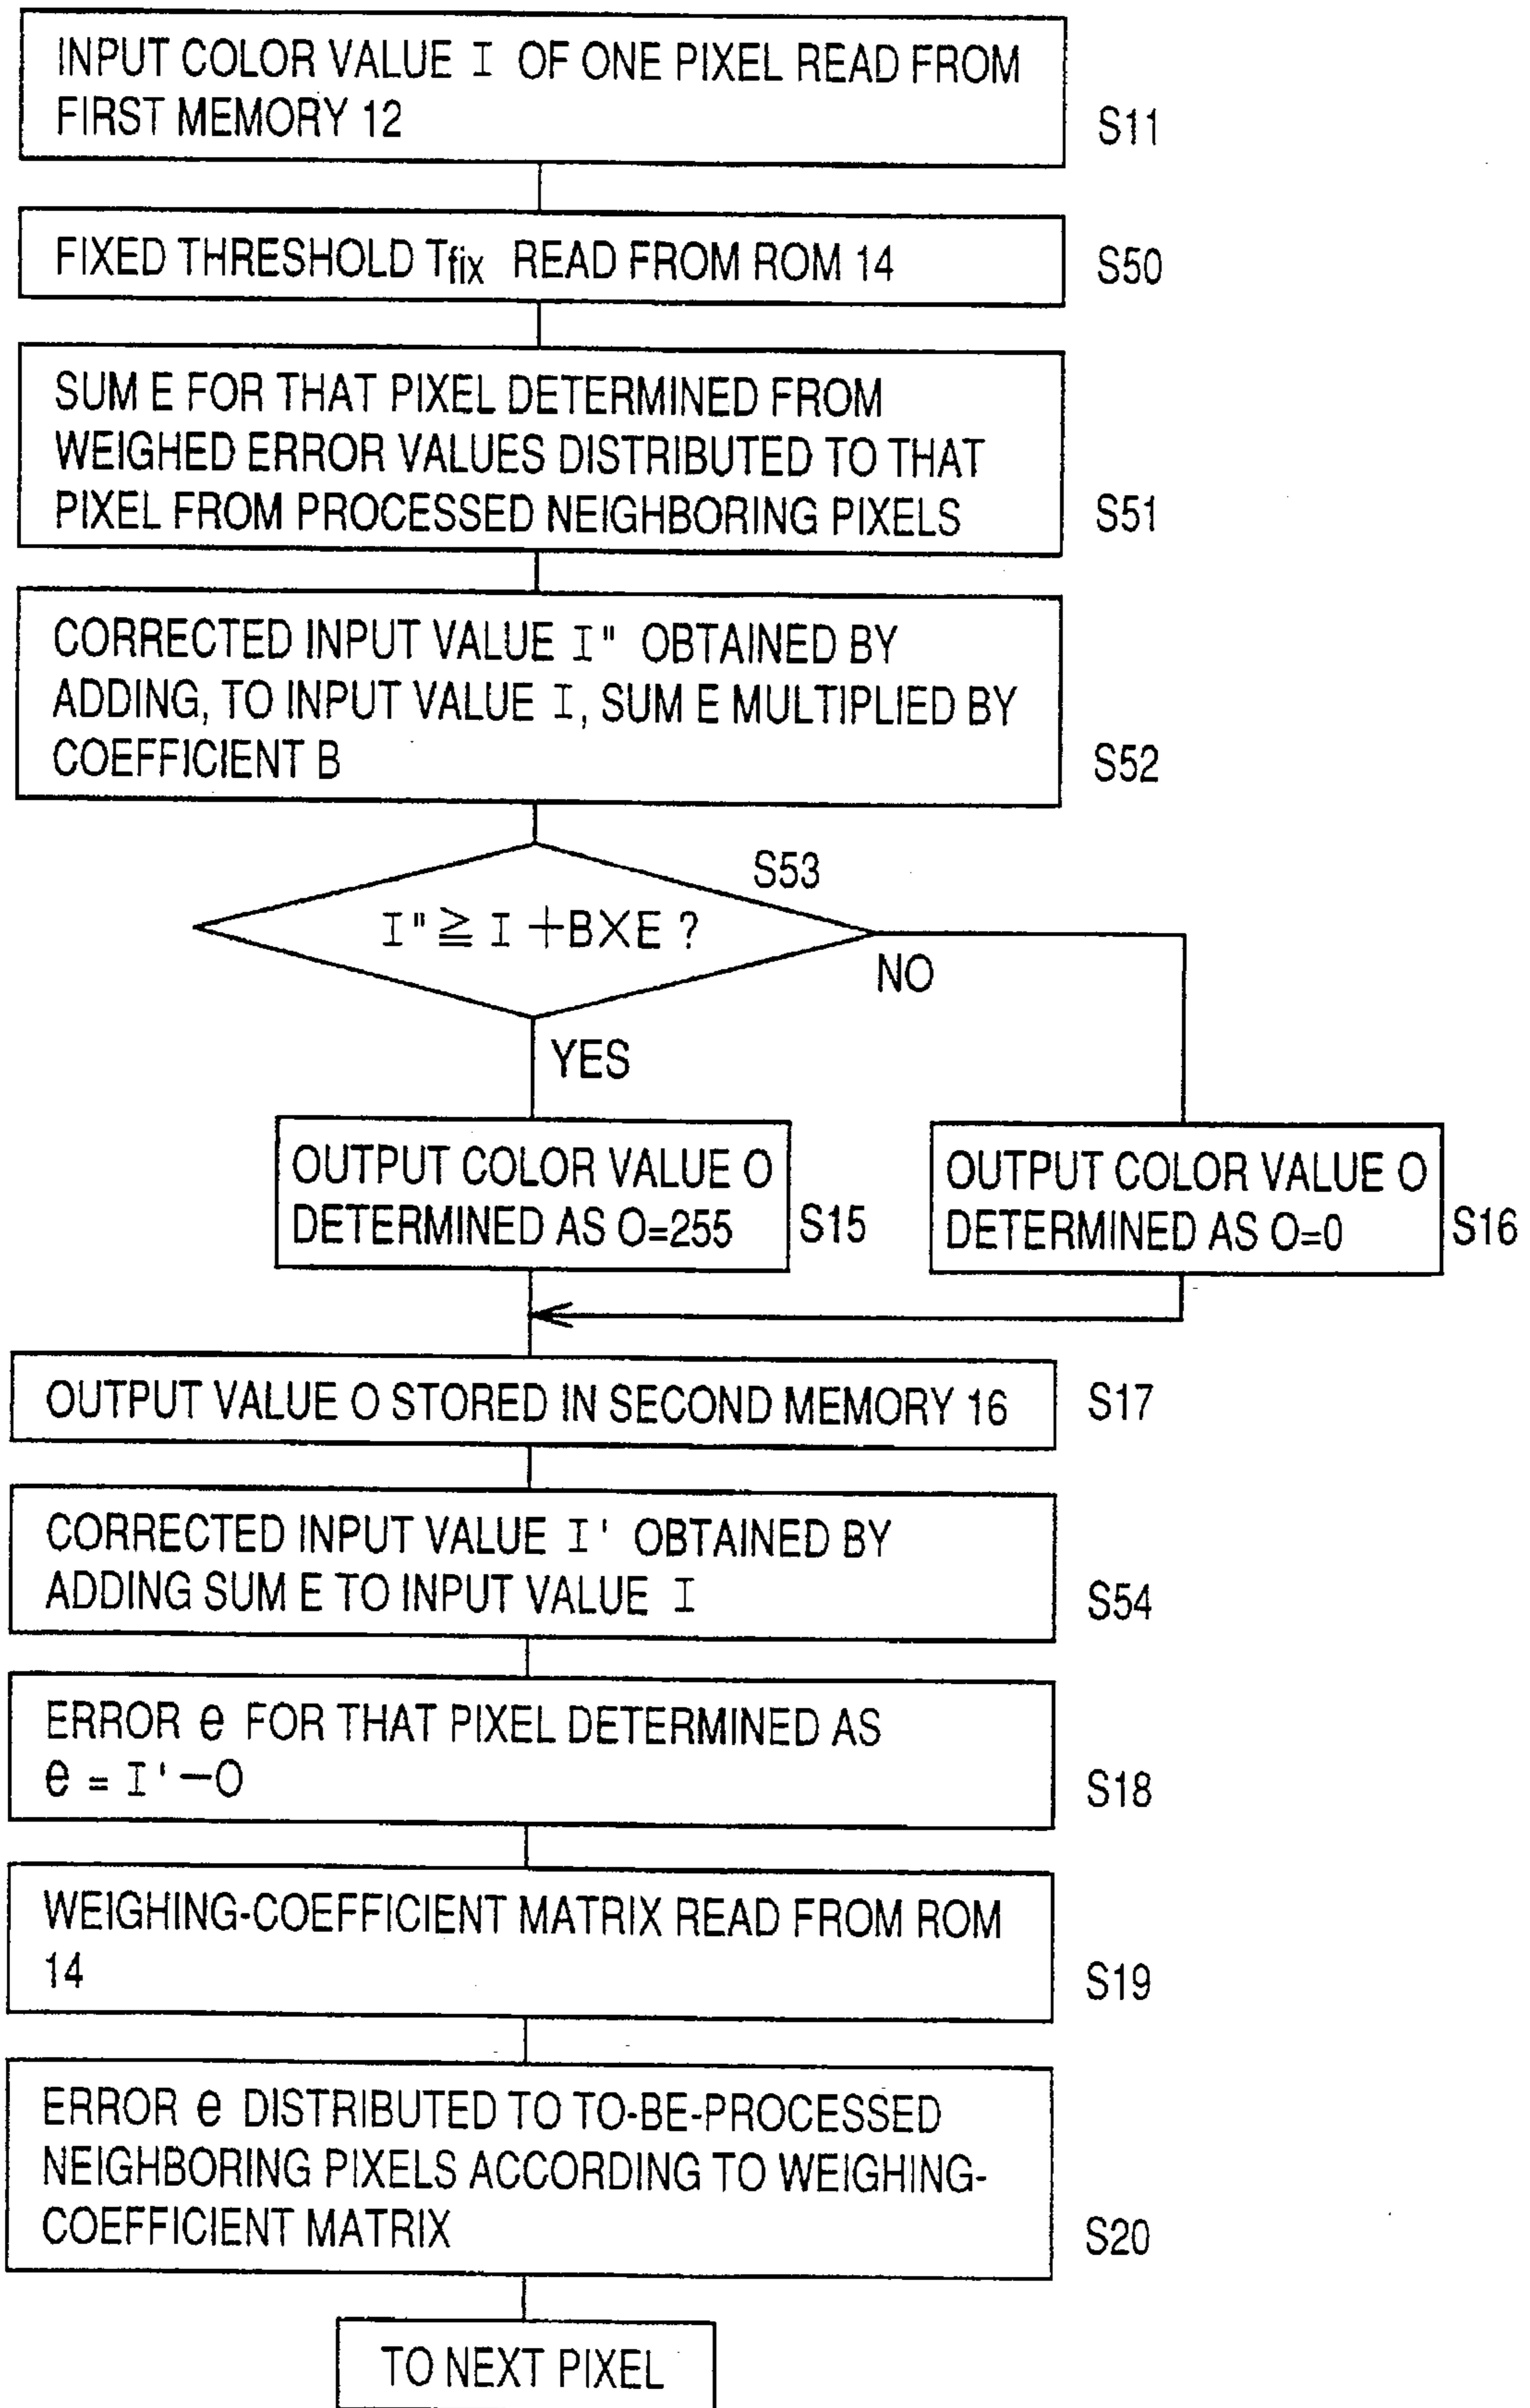 INPUT COLOR VALUE I OF ONE PIXEL READ FROM
FIRST MEMORY 12
S11
FIXED THRESHOLD Tfix READ FROM ROM 14
S50
SUM E FOR THAT PIXEL DETERMINED FROM
WEIGHED ERROR VALUES DISTRIBUTED TO THAT
PIXEL FROM PROCESSED NEIGHBORING PIXELS
S51
CORRECTED INPUT VALUE I" OBTAINED BY
ADDING, TO INPUT VALUE I, SUM E MULTIPLIED BY
COEFFICIENT B
S52
S53
I" ≧ I +B×E ?
NO
YES
OUTPUT COLOR VALUE O
DETERMINED AS O=255
S15
OUTPUT COLOR VALUE O
DETERMINED AS O=0
S16
OUTPUT VALUE O STORED IN SECOND MEMORY 16
S17
CORRECTED INPUT VALUE I' OBTAINED BY
ADDING SUM E TO INPUT VALUE I
S54
ERROR e FOR THAT PIXEL DETERMINED AS
e = I' −O
S18
WEIGHING-COEFFICIENT MATRIX READ FROM ROM
14
S19
ERROR e DISTRIBUTED TO TO-BE-PROCESSED
NEIGHBORING PIXELS ACCORDING TO WEIGHING-
COEFFICIENT MATRIX
S20
TO NEXT PIXEL